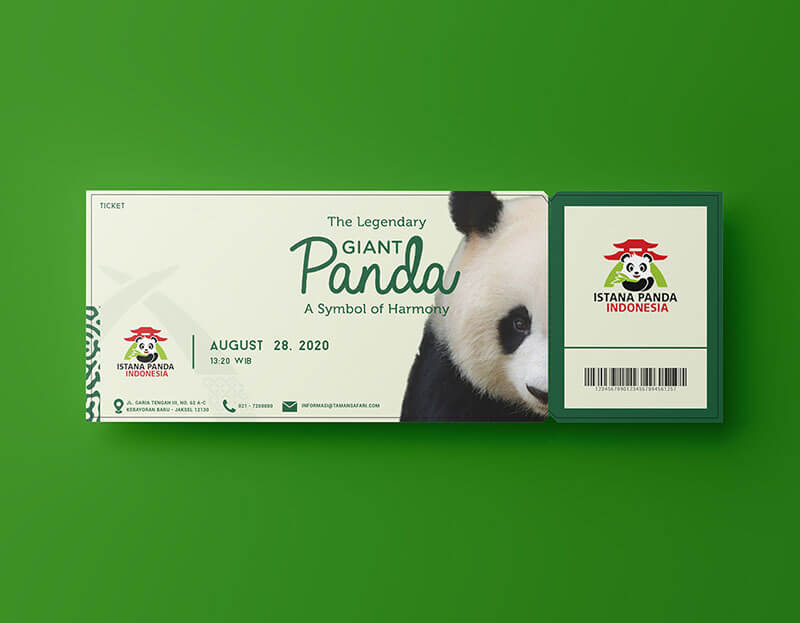 TICKET
The Legendary
GIANT
Panda
A Symbol of Harmony
ISTANA PANDA
INDONESIA
AUGUST 28, 2020
13:20 WIB
JL. GARIA TENGAH III, NO. 62 A-C
KEBAYORAN BARU - JAKSEL 12130
021 - 7269880
INFORMASI@TAMANSAFARI.COM
ISTANA PANDA
INDONESIA